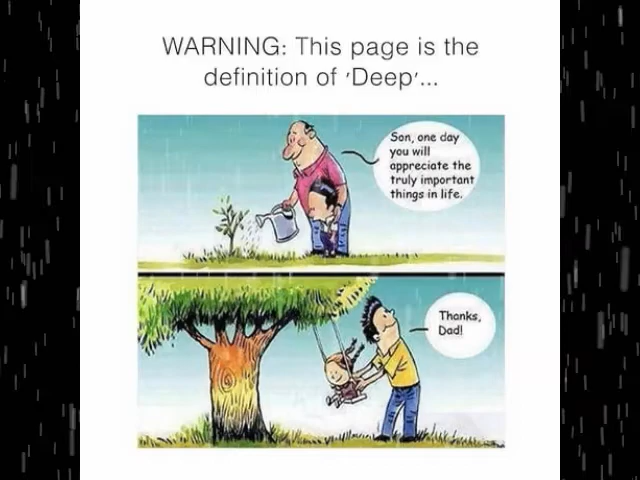 WARNING: This page is the
definition of 'Deep'...
Son, one day
you will
appreciate the
truly important
things in life.
Thanks,
Dad!